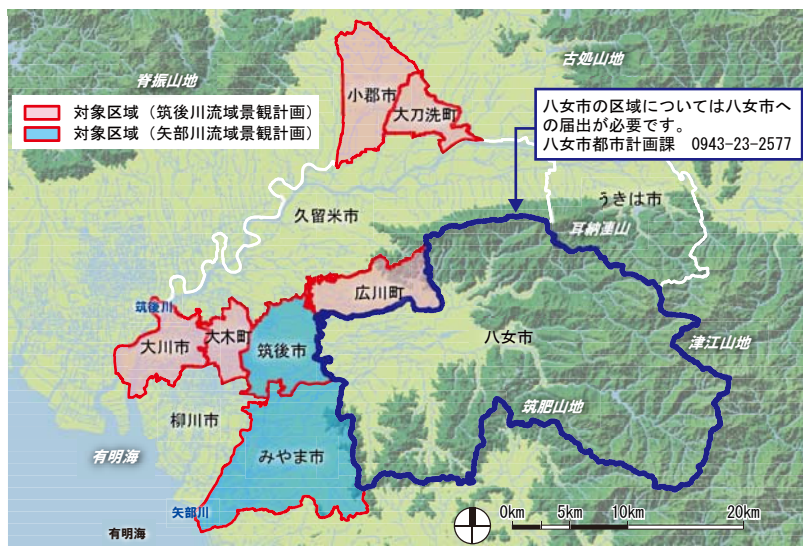 脊振山地
古処山地
小郡市
大刀洗町
対象区域（筑後川流域景観計画）
対象区域（矢部川流域景観計画）
八女市の区域については八女市へ
の届出が必要です。
八女市都市計画課　0943-23-2577
うきは市
久留米市
耳納連山
広川町
筑後川
大川市
大木町
筑後市
八女市
津江山地
柳川市
筑肥山地
有明海
みやま市
矢部川
有明海
0km 5km 10km 20km